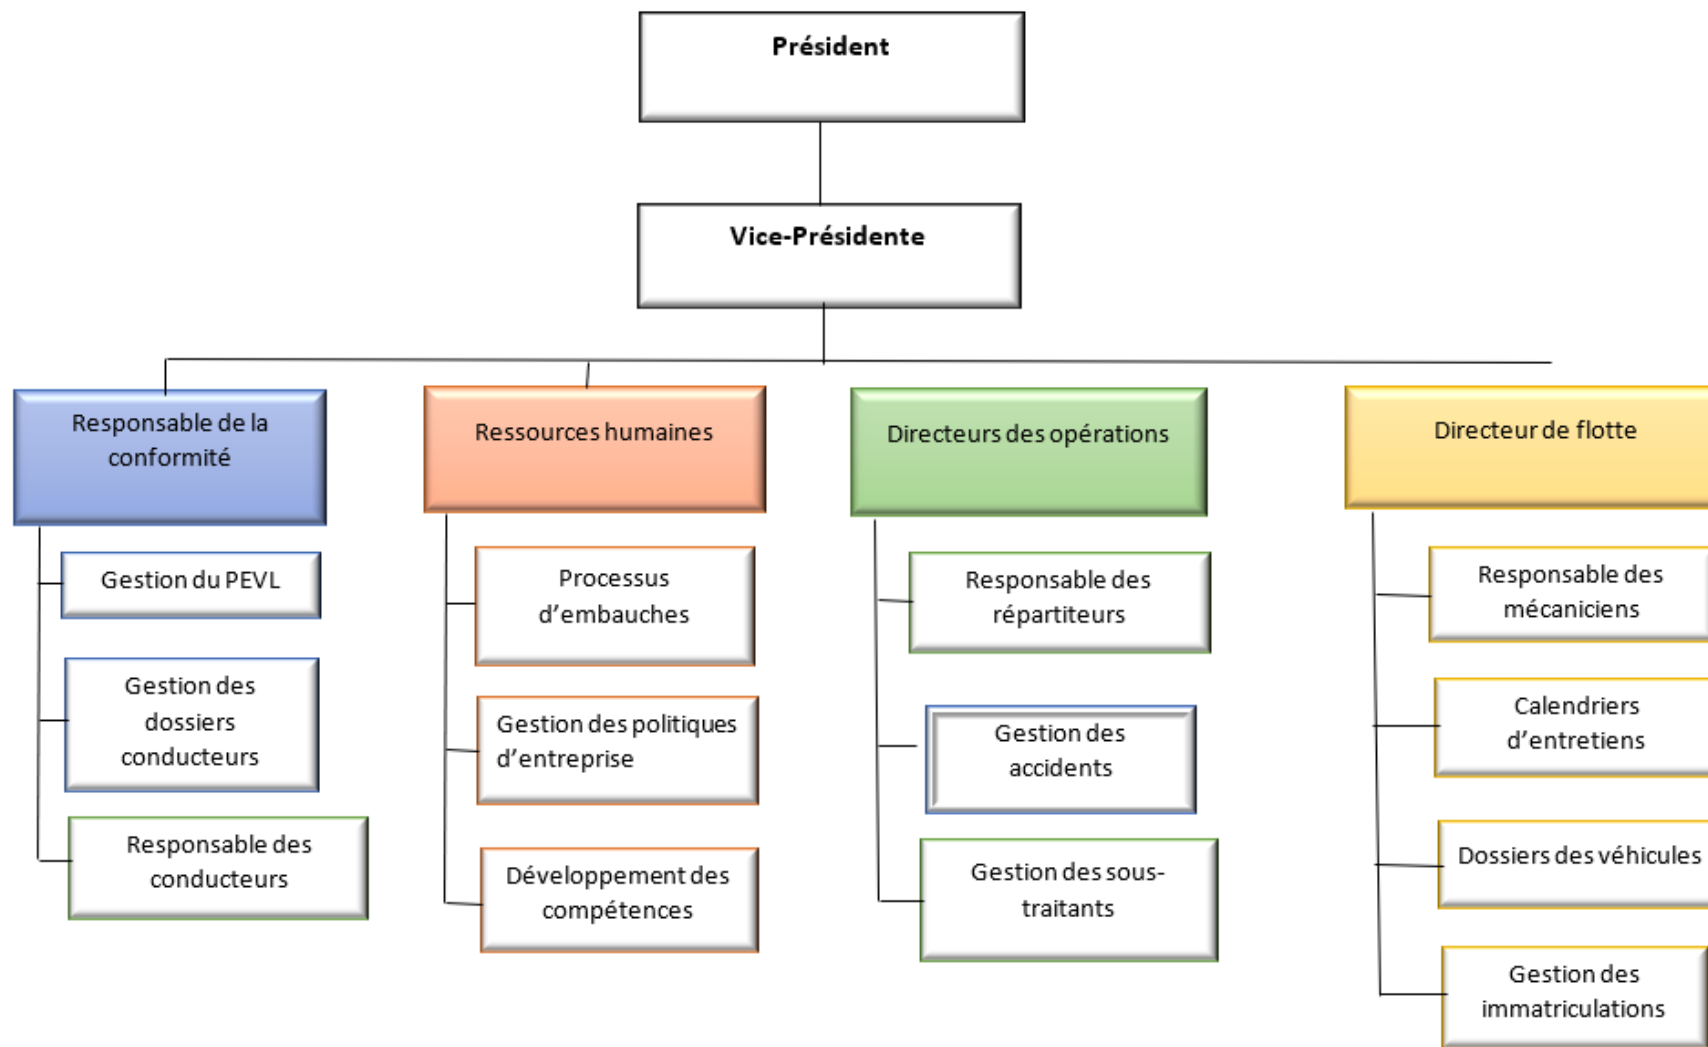 Président
Vice-Présidente
Responsable de la
conformité
Gestion du PEVL
Gestion des
dossiers
conducteurs
Responsable des
conducteurs
Ressources humaines
Processus
d’embauches
Gestion des politiques
d’entreprise
Développement des
compétences
Directeurs des opérations
Responsable des
répartiteurs
Gestion des
accidents
Gestion des sous-
traitants
Directeur de flotte
Responsable des
mécaniciens
Calendriers
d’entretiens
Dossiers des véhicules
Gestion des
immatriculations